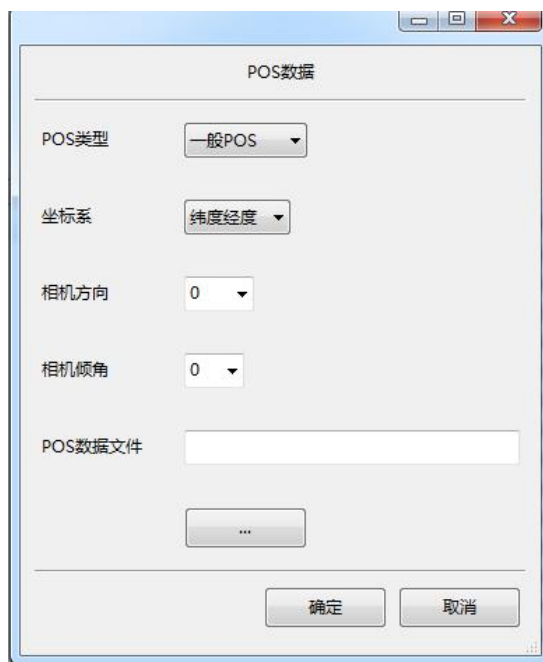 POS数据
POS类型 一般POS
坐标系 纬度经度
相机方向 0
相机倾角 0
POS数据文件
...
确定 取消